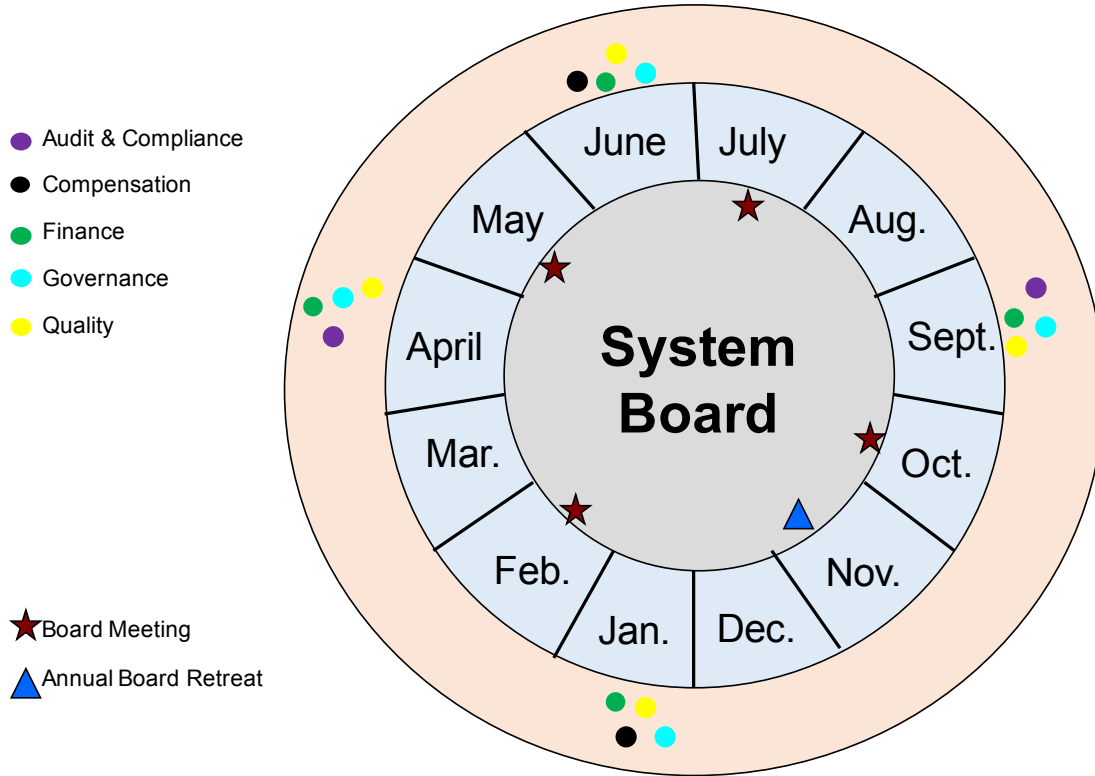 Audit & Compliance
Compensation
Finance
Governance
Quality
Board Meeting
Annual Board Retreat
June
July
May
Aug.
April
Sept.
Mar.
Oct.
Feb.
Nov.
Jan.
Dec.
System
Board